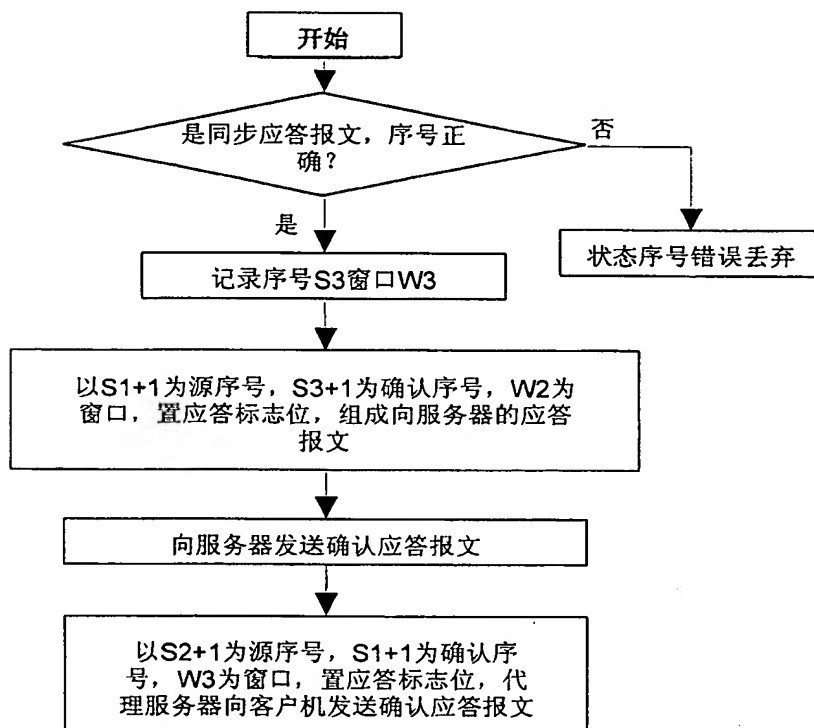 开始
是同步应答报文，序号正
确？
否
是
状态序号错误丢弃
记录序号S3窗口W3
以S1+1为源序号，S3+1为确认序号，W2为
窗口，置应答标志位，组成向服务器的应答
报文
向服务器发送确认应答报文
以S2+1为源序号，S1+1为确认序
号，W3为窗口，置应答标志位，代
理服务器向客户机发送确认应答报文